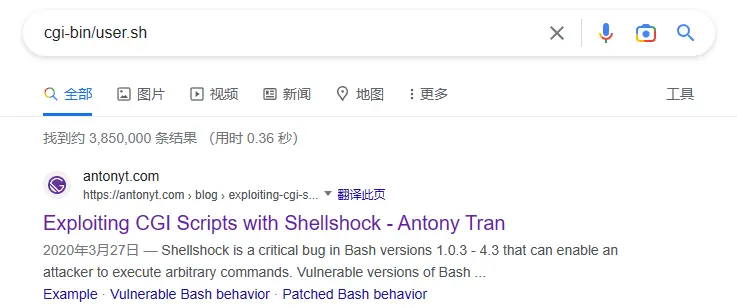 cgi-bin/user.sh
全部 图片 视频 新闻 地图 更多 工具
找到约 3,850,000 条结果 （用时 0.36 秒）
antonyt.com
https://antonyt.com › blog › exploiting-cgi-s... 翻译此页
Exploiting CGI Scripts with Shellshock - Antony Tran
2020年3月27日 — Shellshock is a critical bug in Bash versions 1.0.3 - 4.3 that can enable an
attacker to execute arbitrary commands. Vulnerable versions of Bash ...
Example · Vulnerable Bash behavior · Patched Bash behavior